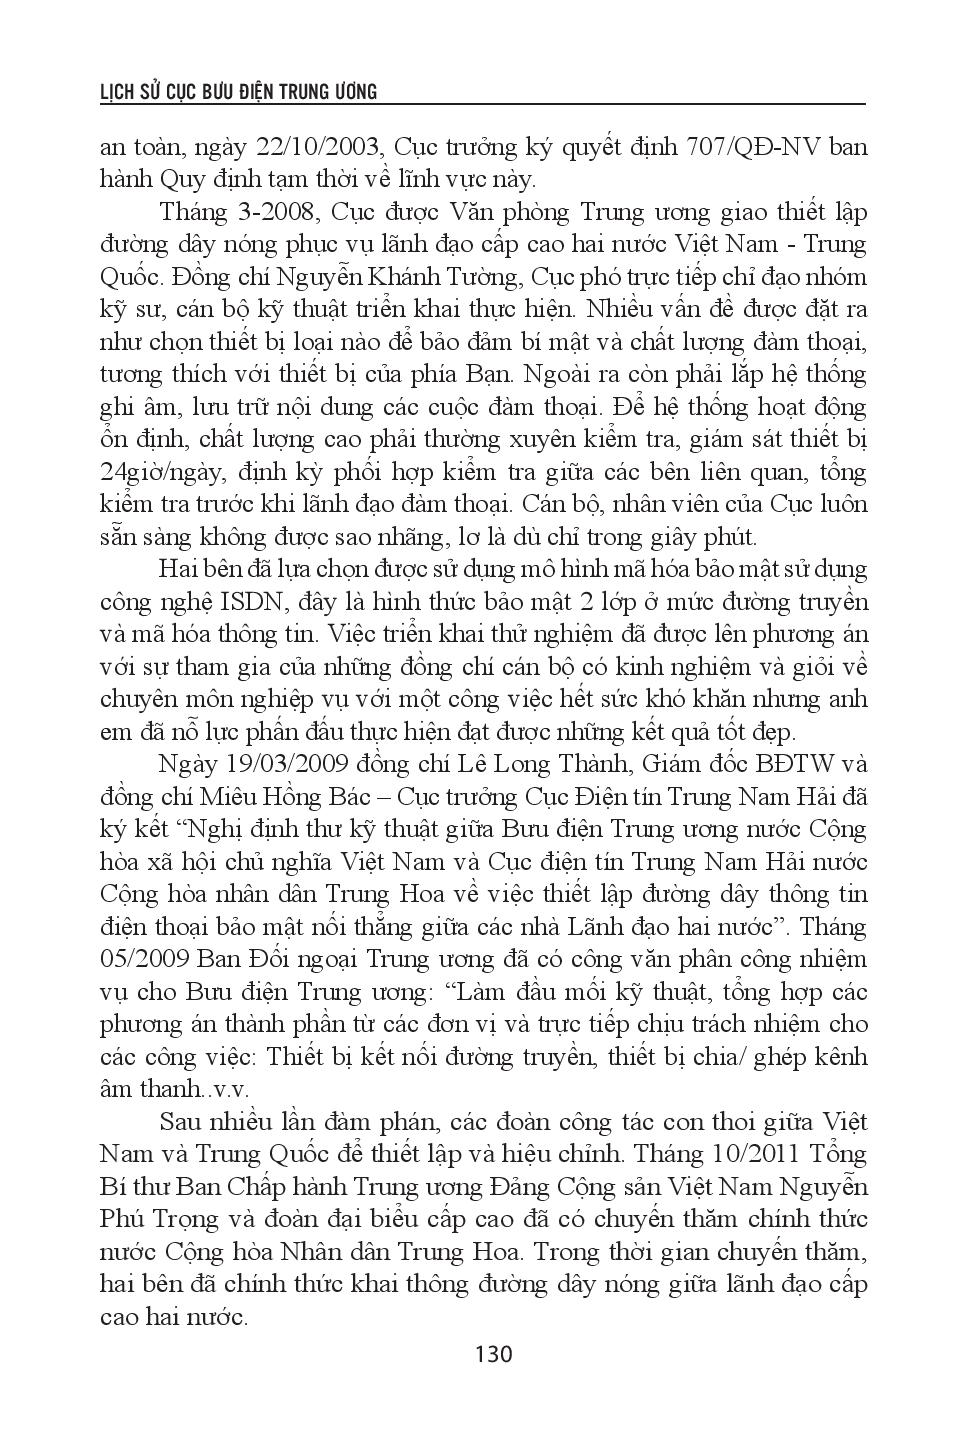 LỊCH SỬ CỤC BƯU ĐIỆN TRUNG ƯƠNG
an toàn, ngày 22/10/2003, Cục trưởng ký quyết định 707/QĐ-NV ban
hành Quy định tạm thời về lĩnh vực này.
Tháng 3-2008, Cục được Văn phòng Trung ương giao thiết lập
đường dây nóng phục vụ lãnh đạo cấp cao hai nước Việt Nam - Trung
Quốc. Đồng chí Nguyễn Khánh Tường, Cục phó trực tiếp chỉ đạo nhóm
kỹ sư, cán bộ kỹ thuật triển khai thực hiện. Nhiều vấn đề được đặt ra
như chọn thiết bị loại nào để bảo đảm bí mật và chất lượng đàm thoại,
tương thích với thiết bị của phía Bạn. Ngoài ra còn phải lắp hệ thống
ghi âm, lưu trữ nội dung các cuộc đàm thoại. Để hệ thống hoạt động
ổn định, chất lượng cao phải thường xuyên kiểm tra, giám sát thiết bị
24giờ/ngày, định kỳ phối hợp kiểm tra giữa các bên liên quan, tổng
kiểm tra trước khi lãnh đạo đàm thoại. Cán bộ, nhân viên của Cục luôn
sẵn sàng không được sao nhãng, lơ là dù chỉ trong giây phút.
Hai bên đã lựa chọn được sử dụng mô hình mã hóa bảo mật sử dụng
công nghệ ISDN, đây là hình thức bảo mật 2 lớp ở mức đường truyền
và mã hóa thông tin. Việc triển khai thử nghiệm đã được lên phương án
với sự tham gia của những đồng chí cán bộ có kinh nghiệm và giỏi về
chuyên môn nghiệp vụ với một công việc hết sức khó khăn nhưng anh
em đã nỗ lực phấn đấu thực hiện đạt được những kết quả tốt đẹp.
Ngày 19/03/2009 đồng chí Lê Long Thành, Giám đốc BĐTW và
đồng chí Miêu Hồng Bác – Cục trưởng Cục Điện tín Trung Nam Hải đã
ký kết “Nghị định thư kỹ thuật giữa Bưu điện Trung ương nước Cộng
hòa xã hội chủ nghĩa Việt Nam và Cục điện tín Trung Nam Hải nước
Cộng hòa nhân dân Trung Hoa về việc thiết lập đường dây thông tin
điện thoại bảo mật nối thẳng giữa các nhà Lãnh đạo hai nước”. Tháng
05/2009 Ban Đối ngoại Trung ương đã có công văn phân công nhiệm
vụ cho Bưu điện Trung ương: “Làm đầu mối kỹ thuật, tổng hợp các
phương án thành phần từ các đơn vị và trực tiếp chịu trách nhiệm cho
các công việc: Thiết bị kết nối đường truyền, thiết bị chia/ ghép kênh
âm thanh..v.v.
Sau nhiều lần đàm phán, các đoàn công tác con thoi giữa Việt
Nam và Trung Quốc để thiết lập và hiệu chỉnh. Tháng 10/2011 Tổng
Bí thư Ban Chấp hành Trung ương Đảng Cộng sản Việt Nam Nguyễn
Phú Trọng và đoàn đại biểu cấp cao đã có chuyến thăm chính thức
nước Cộng hòa Nhân dân Trung Hoa. Trong thời gian chuyến thăm,
hai bên đã chính thức khai thông đường dây nóng giữa lãnh đạo cấp
cao hai nước.
130